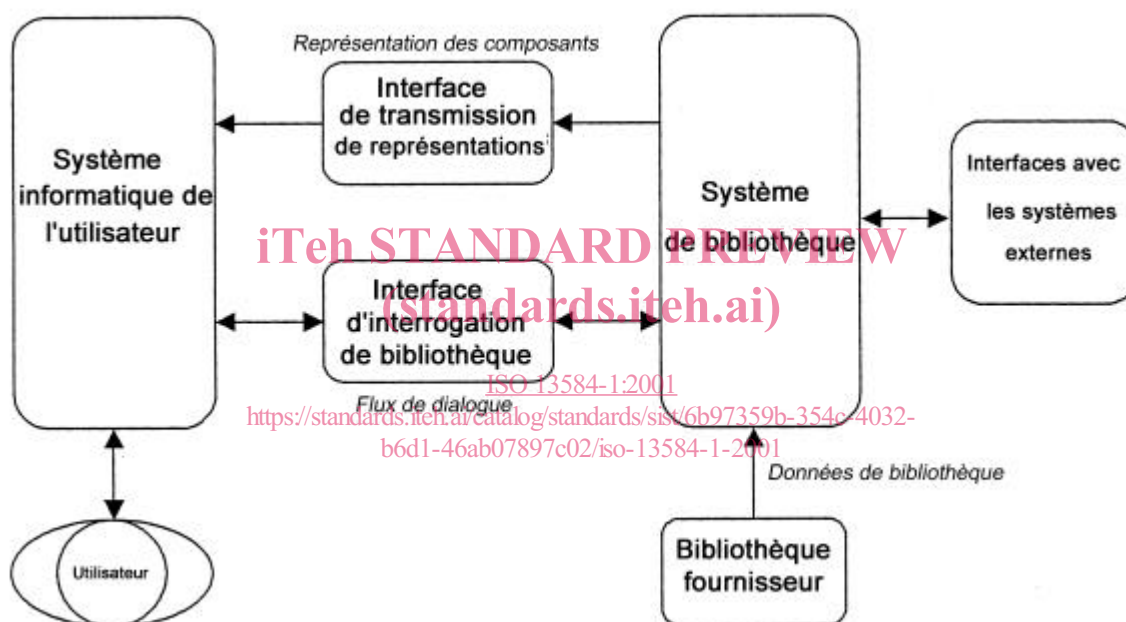 Représentation des composants
Interface
de transmission
de représentations
Système
informatique de
l'utilisateur
Système
de bibliothèque
Interfaces avec
les systèmes
externes
iTeh STANDARD PREVIEW
(standards.iteh.ai)
Interface
d'interrogation
de bibliothèque
Flux de dialogue
ISO 13584-1:2001
https://standards.iteh.ai/catalog/standards/sist/6b97359b-354c-4032-
b6d1-46ab07897c02/iso-13584-1-2001
Données de bibliothèque
Utilisateur
Bibliothèque
fournisseur